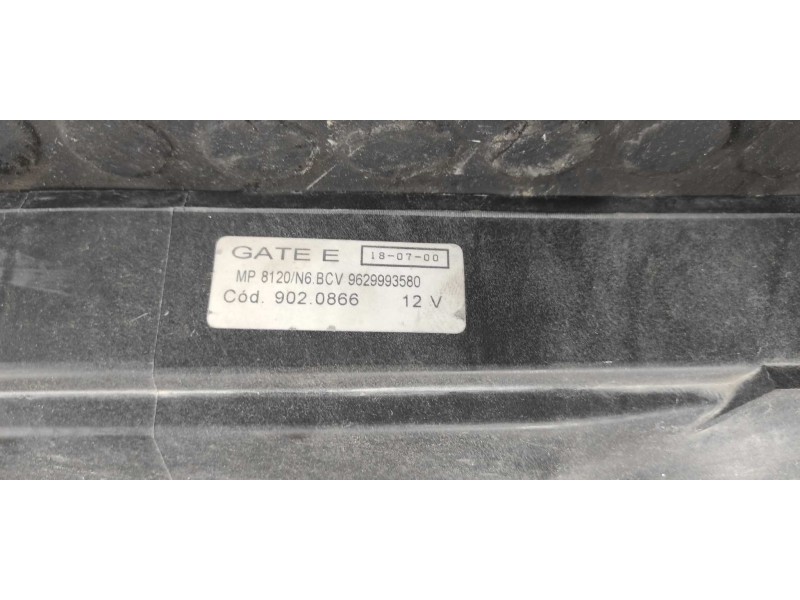 GATE E 18-07-00
MP 8120/N6.BCV 9629993580
Cód. 902.0866 12 V